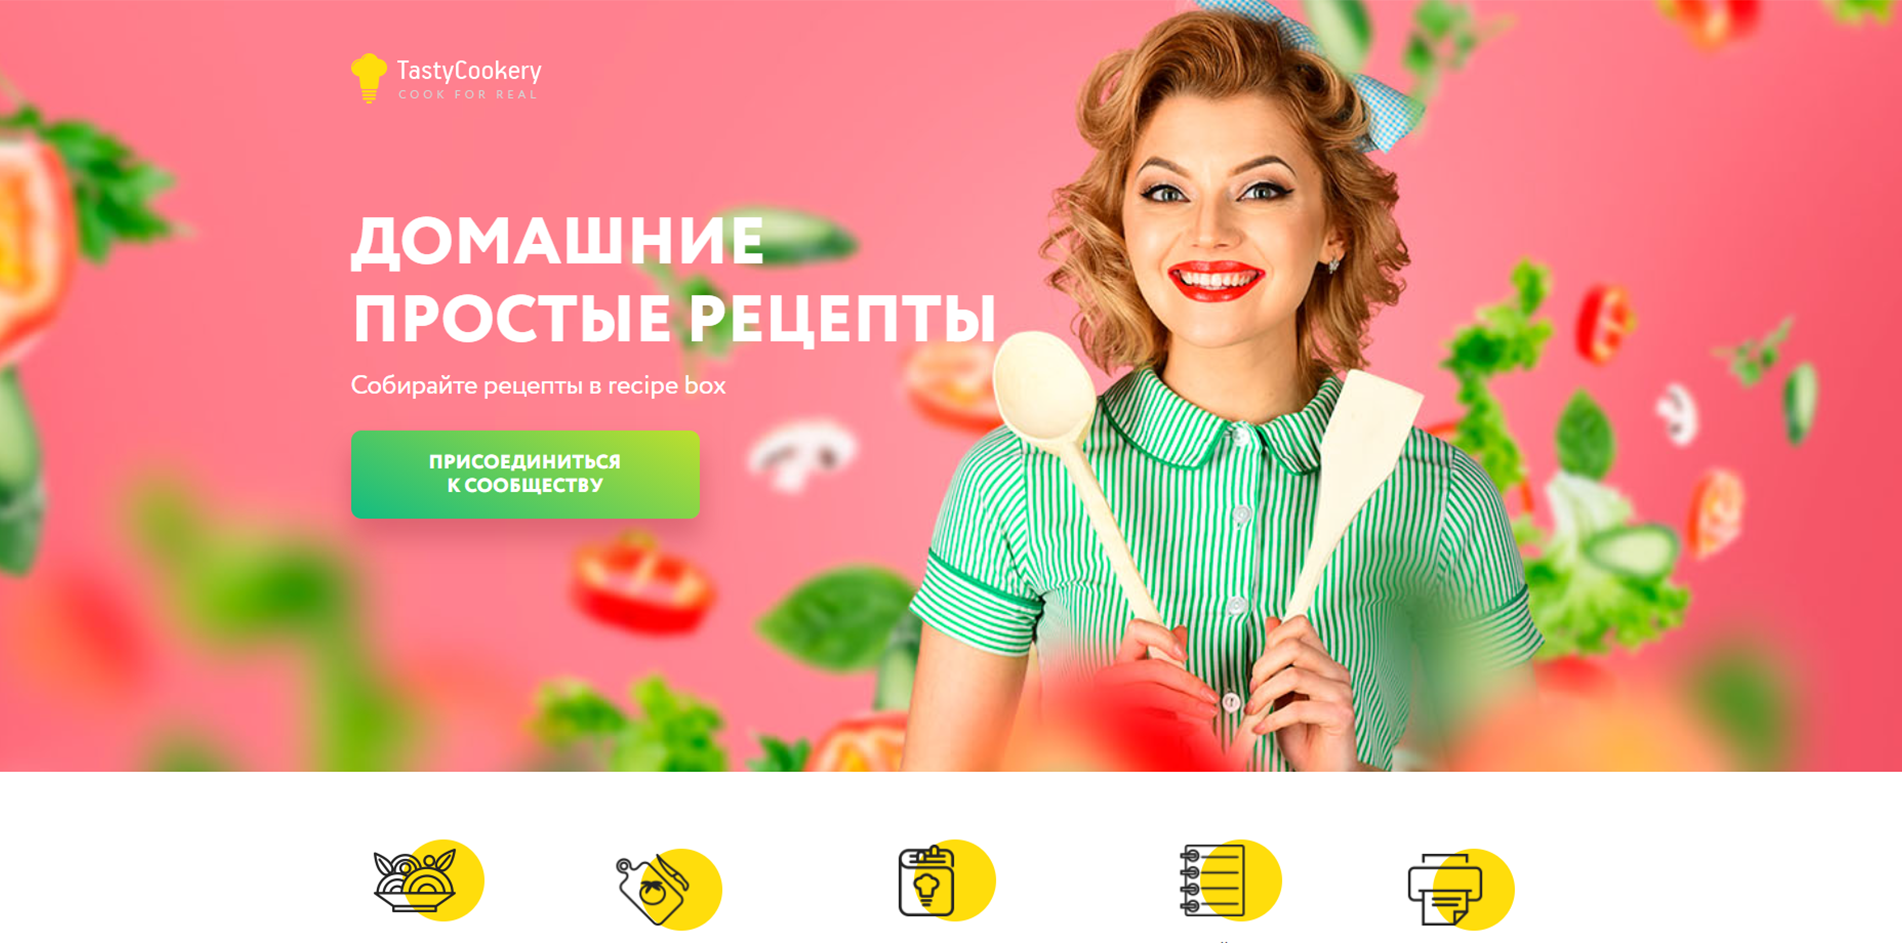 TastyCookery
COOK FOR REAL
ДОМАШНИЕ
ПРОСТЫЕ РЕЦЕПТЫ
Собирайте рецепты в recipe box
ПРИСОЕДИНИТЬСЯ
К СООБЩЕСТВУ